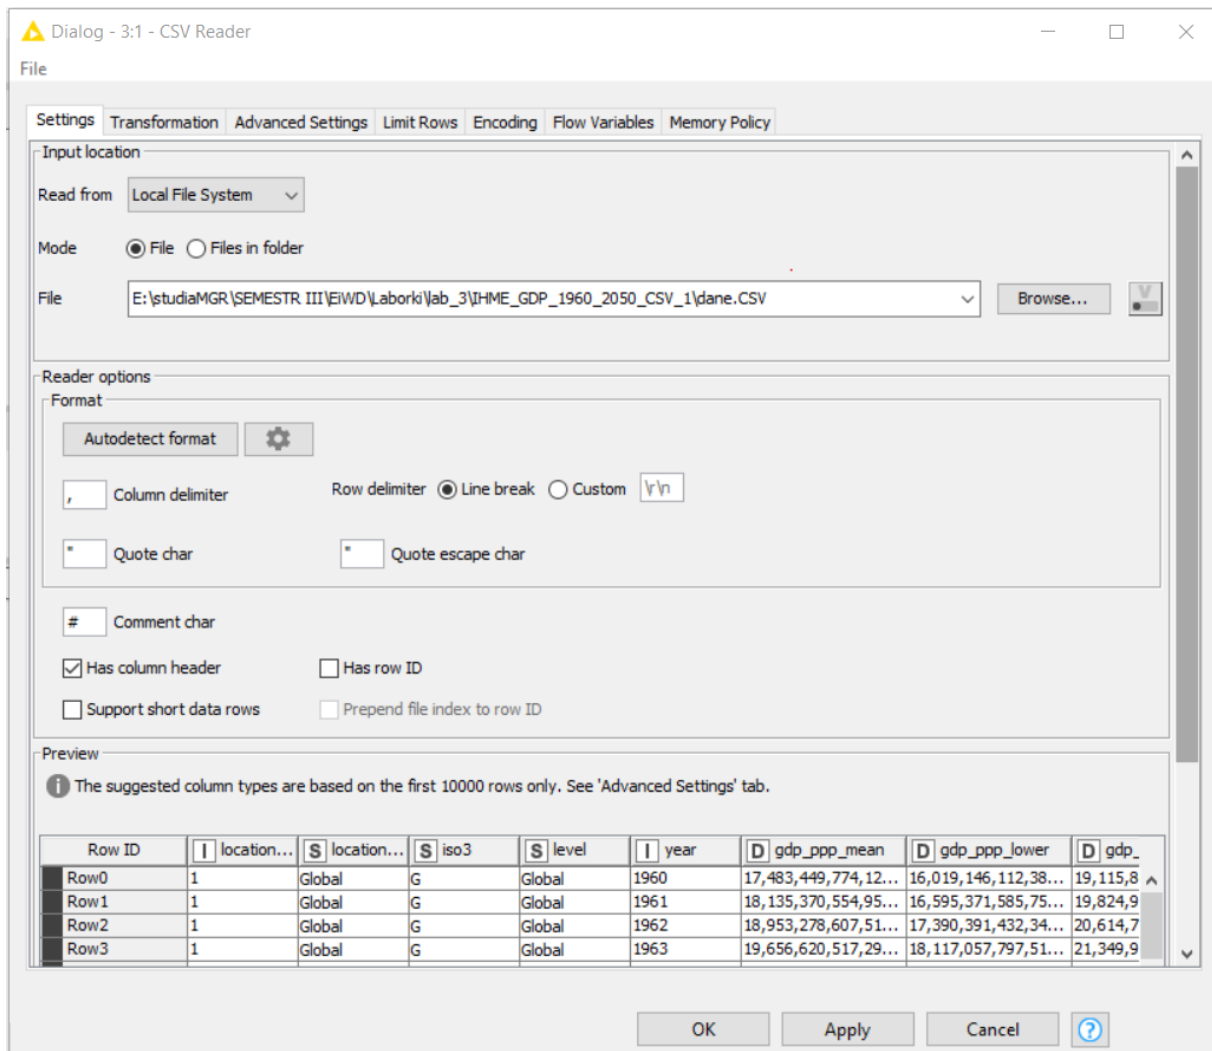 Dialog - 3:1 - CSV Reader
File
Settings Transformation Advanced Settings Limit Rows Encoding Flow Variables Memory Policy
Input location
Read from Local File System
Mode File Files in folder
File E:\studiaMGR\SEMESTR III\EiWD\Laborki\lab_3\IHME_GDP_1960_2050_CSV_1\dane.CSV Browse... V
Reader options
Format
Autodetect format
, Column delimiter Row delimiter Line break Custom \r\n
" Quote char " Quote escape char
# Comment char
Has column header Has row ID
Support short data rows Prepend file index to row ID
Preview
i The suggested column types are based on the first 10000 rows only. See 'Advanced Settings' tab.
Row ID I location... S location... S iso3 S level I year D gdp_ppp_mean D gdp_ppp_lower D gdp_
Row0 1 Global G Global 1960 17,483,449,774,12... 16,019,146,112,38... 19,115,8
Row1 1 Global G Global 1961 18,135,370,554,95... 16,595,371,585,75... 19,824,9
Row2 1 Global G Global 1962 18,953,278,607,51... 17,390,391,432,34... 20,614,7
Row3 1 Global G Global 1963 19,656,620,517,29... 18,117,057,797,51... 21,349,9
OK Apply Cancel ?